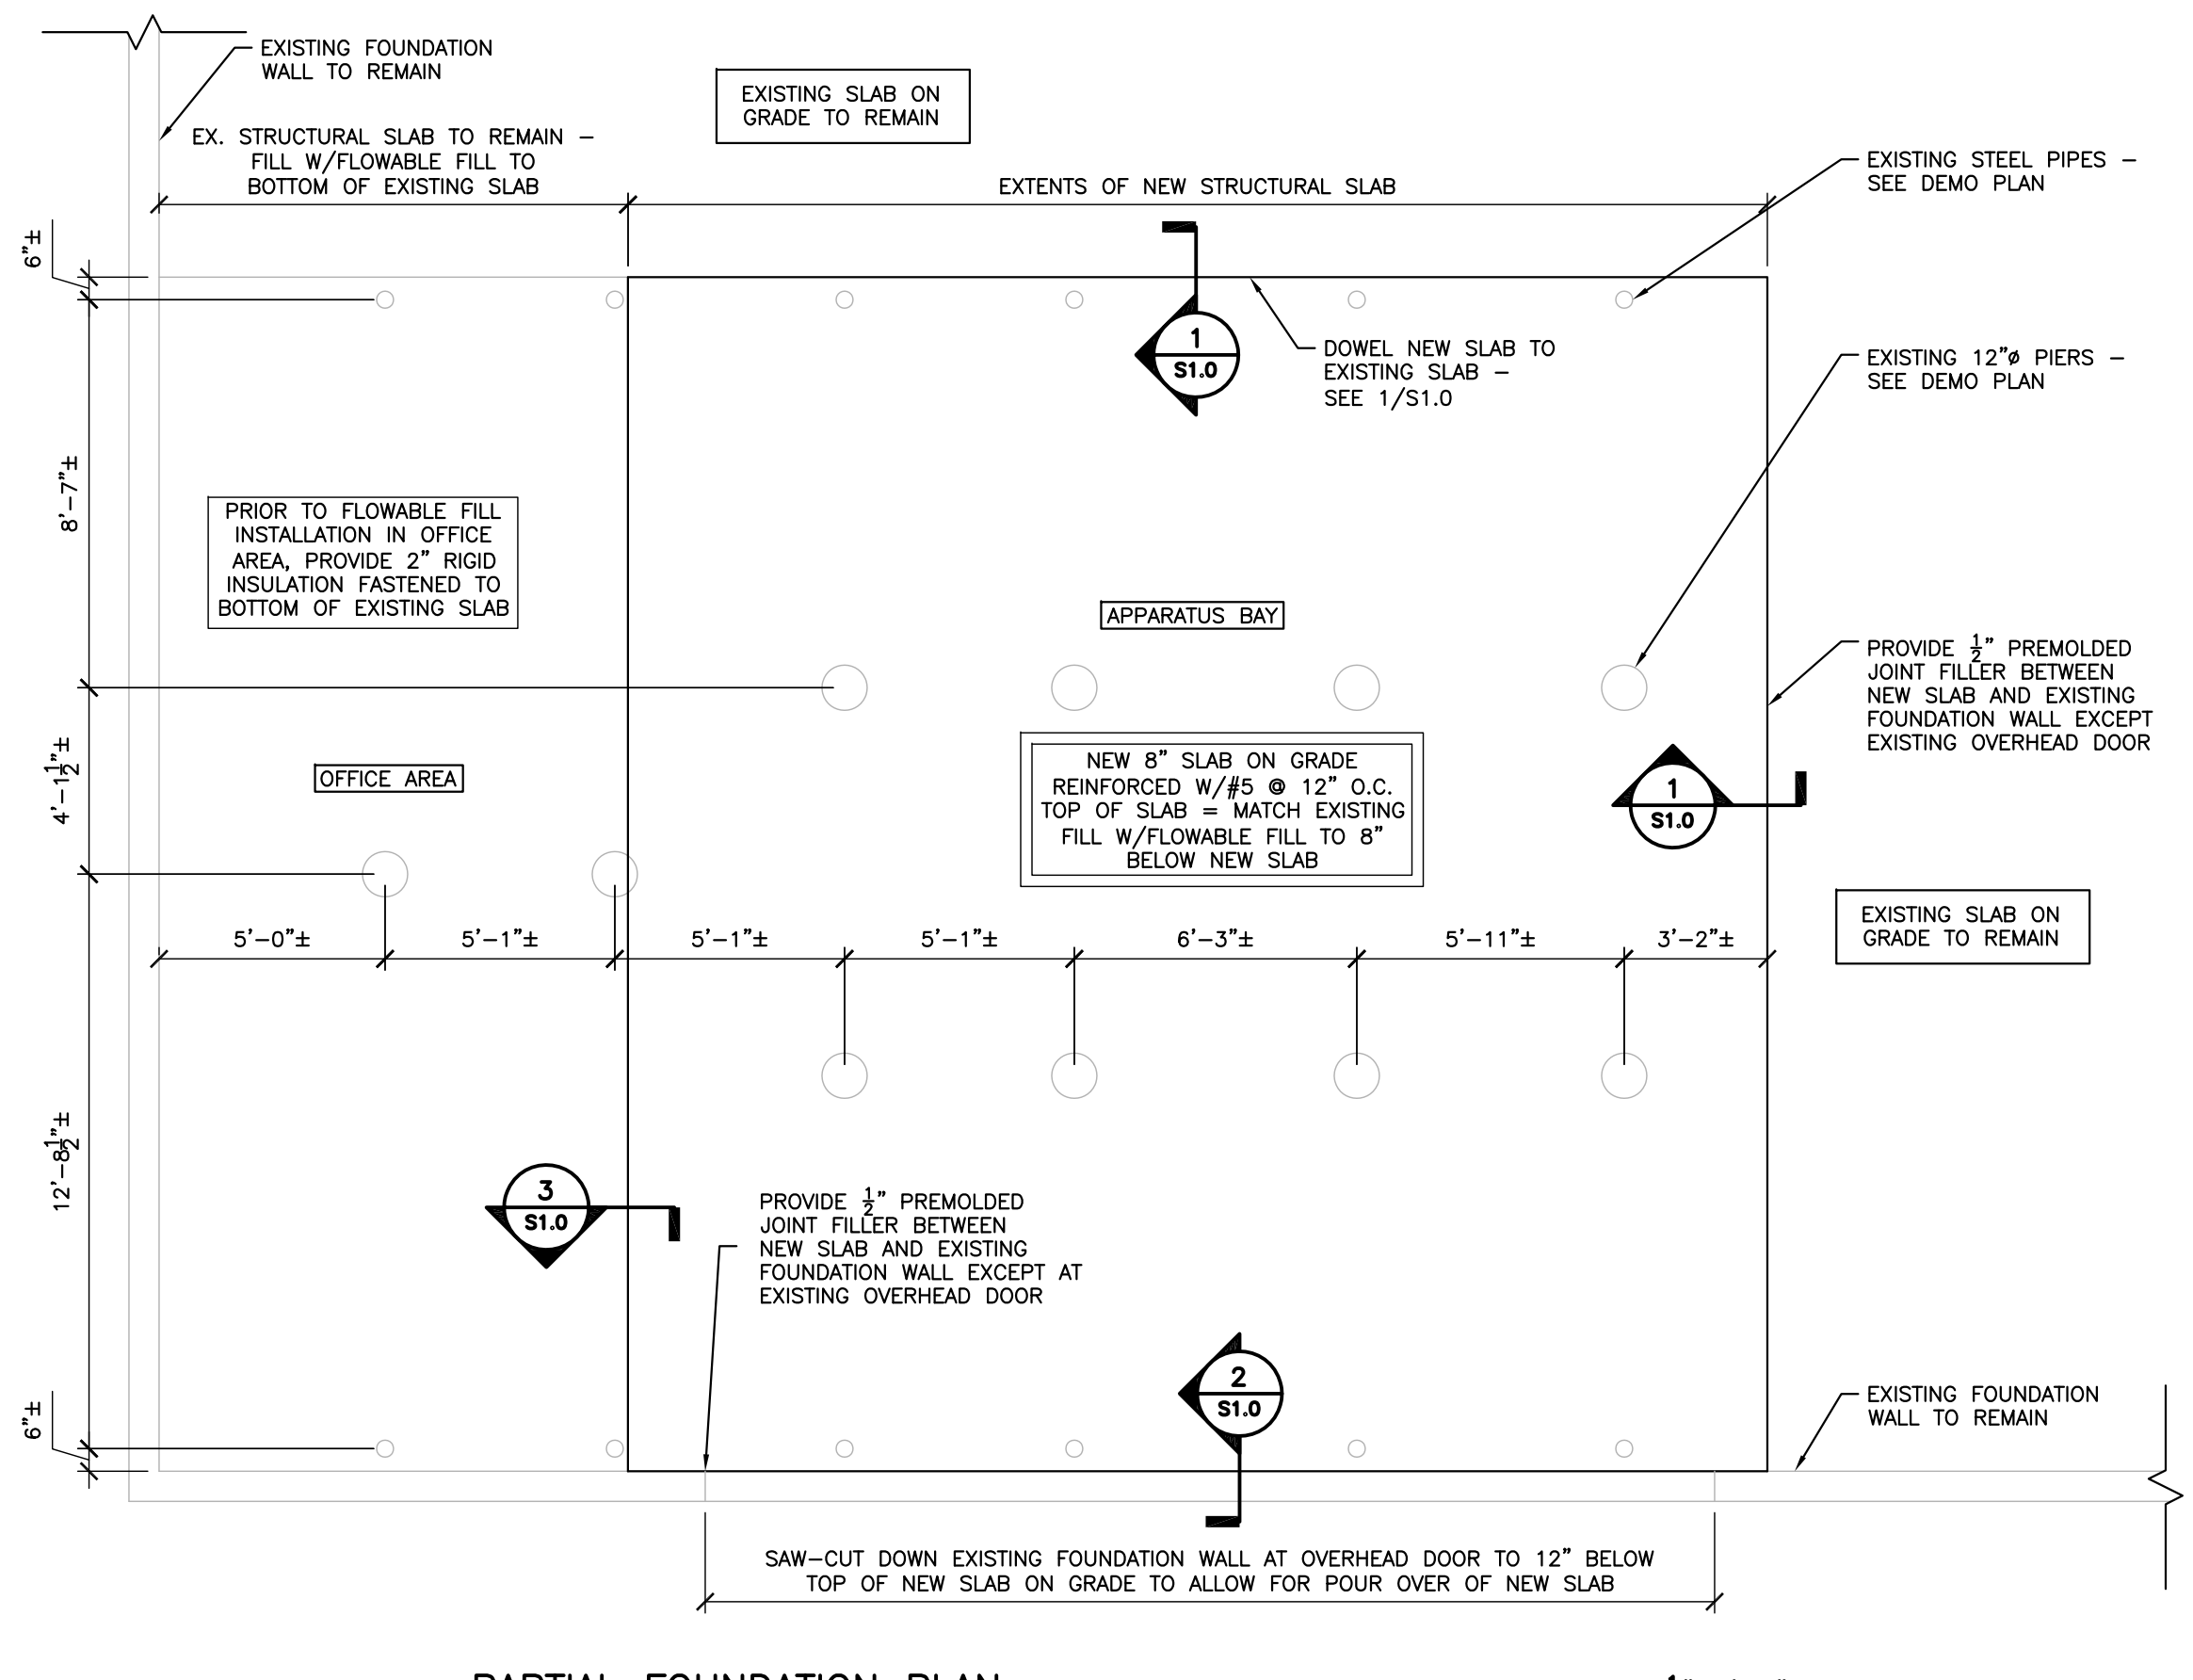 EXISTING FOUNDATION
WALL TO REMAIN
EXISTING SLAB ON
GRADE TO REMAIN
EX. STRUCTURAL SLAB TO REMAIN –
FILL W/FLOWABLE FILL TO
BOTTOM OF EXISTING SLAB
EXTENTS OF NEW STRUCTURAL SLAB
EXISTING STEEL PIPES –
SEE DEMO PLAN
6"±
1
S1.0
DOWEL NEW SLAB TO
EXISTING SLAB –
SEE 1/S1.0
EXISTING 12"ø PIERS –
SEE DEMO PLAN
8'-7"±
PRIOR TO FLOWABLE FILL
INSTALLATION IN OFFICE
AREA, PROVIDE 2" RIGID
INSULATION FASTENED TO
BOTTOM OF EXISTING SLAB
APPARATUS BAY
PROVIDE 1/2" PREMOLDED
JOINT FILLER BETWEEN
NEW SLAB AND EXISTING
FOUNDATION WALL EXCEPT
EXISTING OVERHEAD DOOR
4'-1 1/2"±
OFFICE AREA
NEW 8" SLAB ON GRADE
REINFORCED W/#5 @ 12" O.C.
TOP OF SLAB = MATCH EXISTING
FILL W/FLOWABLE FILL TO 8"
BELOW NEW SLAB
1
S1.0
EXISTING SLAB ON
GRADE TO REMAIN
5'-0"± 5'-1"± 5'-1"± 5'-1"± 6'-3"± 5'-11"± 3'-2"±
12'-8 1/2"±
3
S1.0
PROVIDE 1/2" PREMOLDED
JOINT FILLER BETWEEN
NEW SLAB AND EXISTING
FOUNDATION WALL EXCEPT AT
EXISTING OVERHEAD DOOR
2
S1.0
6"±
EXISTING FOUNDATION
WALL TO REMAIN
SAW-CUT DOWN EXISTING FOUNDATION WALL AT OVERHEAD DOOR TO 12" BELOW
TOP OF NEW SLAB ON GRADE TO ALLOW FOR POUR OVER OF NEW SLAB
PARTIAL FOUNDATION PLAN